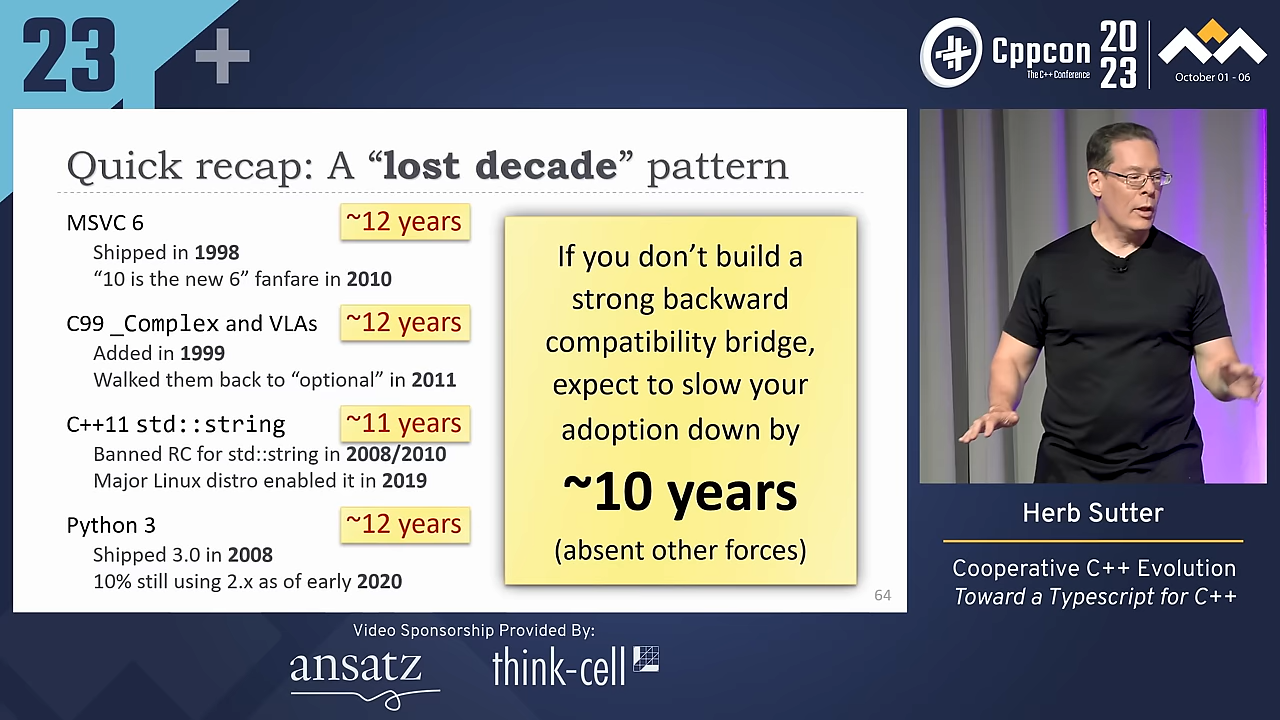 23
Cppcon
The C++ Conference
20
23
October 01 - 06
Quick recap: A “lost decade” pattern
MSVC 6
~12 years
Shipped in 1998
“10 is the new 6” fanfare in 2010
C99 _Complex and VLAs
~12 years
Added in 1999
Walked them back to “optional” in 2011
C++11 std::string
~11 years
Banned RC for std::string in 2008/2010
Major Linux distro enabled it in 2019
Python 3
~12 years
Shipped 3.0 in 2008
10% still using 2.x as of early 2020
If you don’t build a
strong backward
compatibility bridge,
expect to slow your
adoption down by
~10 years
(absent other forces)
64
Herb Sutter
Cooperative C++ Evolution
Toward a Typescript for C++
Video Sponsorship Provided By:
ansatz
think-cell